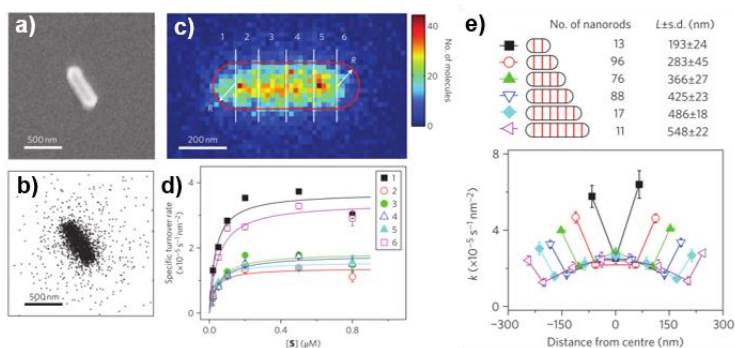 a)
500 nm
b)
500 nm
c)
1 2 3 4 5 6
R
R
200 nm
40
20
0
No. of molecules
d)
Specific turnover rate
(×10⁻⁵ s⁻¹ nm⁻²)
4
2
0
0.0 0.4 0.8
[S] (μM)
1
2
3
4
5
6
e)
No. of nanorods L±s.d. (nm)
13 193±24
96 283±45
76 366±27
88 425±23
17 486±18
11 548±22
k (×10⁻⁵ s⁻¹ nm⁻²)
6
4
2
0
-300 -150 0 150 300
Distance from centre (nm)